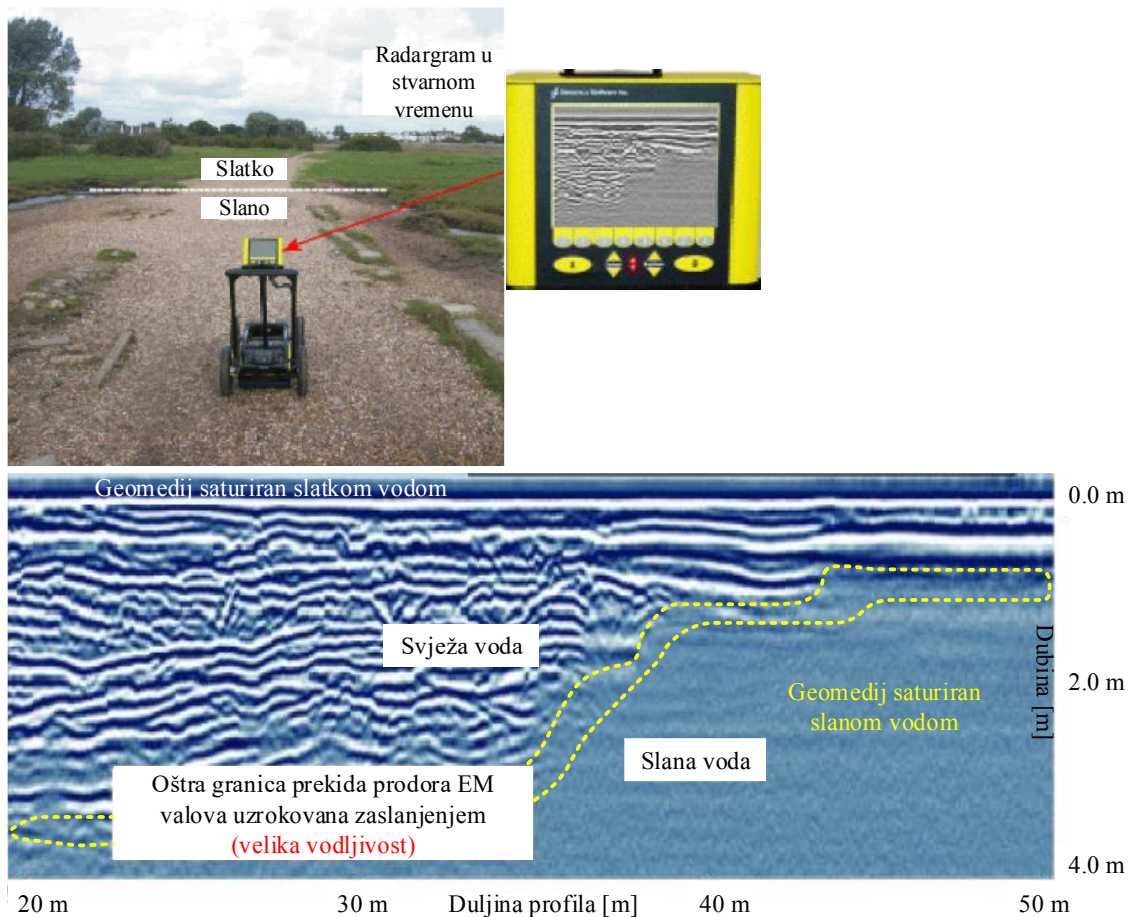 Radargram u
stvarnom
vremenu
Slatko
Slano
Geomedij saturiran slatkom vodom
0.0 m
Svježa voda
Geomedij saturiran
slanom vodom
Dubina [m]
2.0 m
Slana voda
Oštra granica prekida prodora EM
valova uzrokovana zaslanjenjem
(velika vodljivost)
4.0 m
20 m
30 m
Duljina profila [m]
40 m
50 m